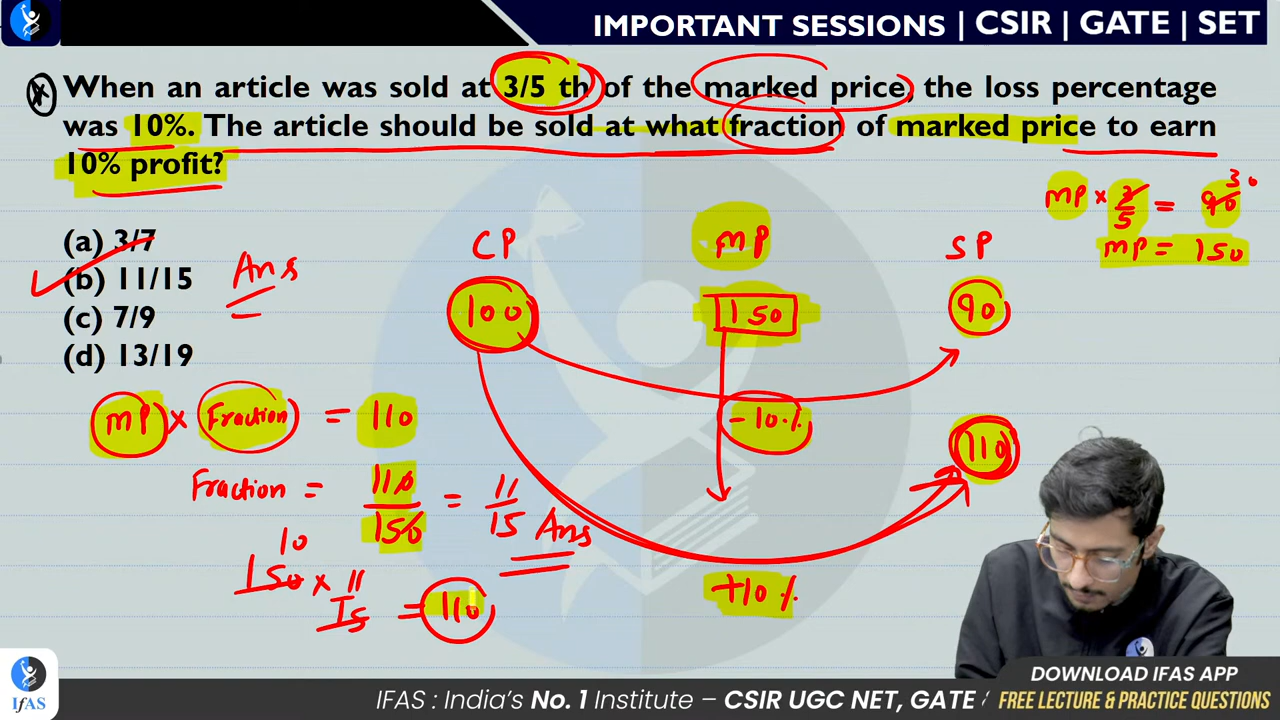 IMPORTANT SESSIONS | CSIR | GATE | SET
When an article was sold at 3/5 th of the marked price, the loss percentage
was 10%. The article should be sold at what fraction of marked price to earn
10% profit?
MP × 3/5 = 90 30
MP = 150
(a) 3/7
(b) 11/15 Ans
(c) 7/9
(d) 13/19
CP MP SP
100 150 90
-10%
110
+10%
MP × Fraction = 110
Fraction = 110/150 = 11/15 Ans
10
150 × 11/15 = 110
IFAS
DOWNLOAD IFAS APP
IFAS : India's No. 1 Institute – CSIR UGC NET, GATE
FREE LECTURE & PRACTICE QUESTIONS